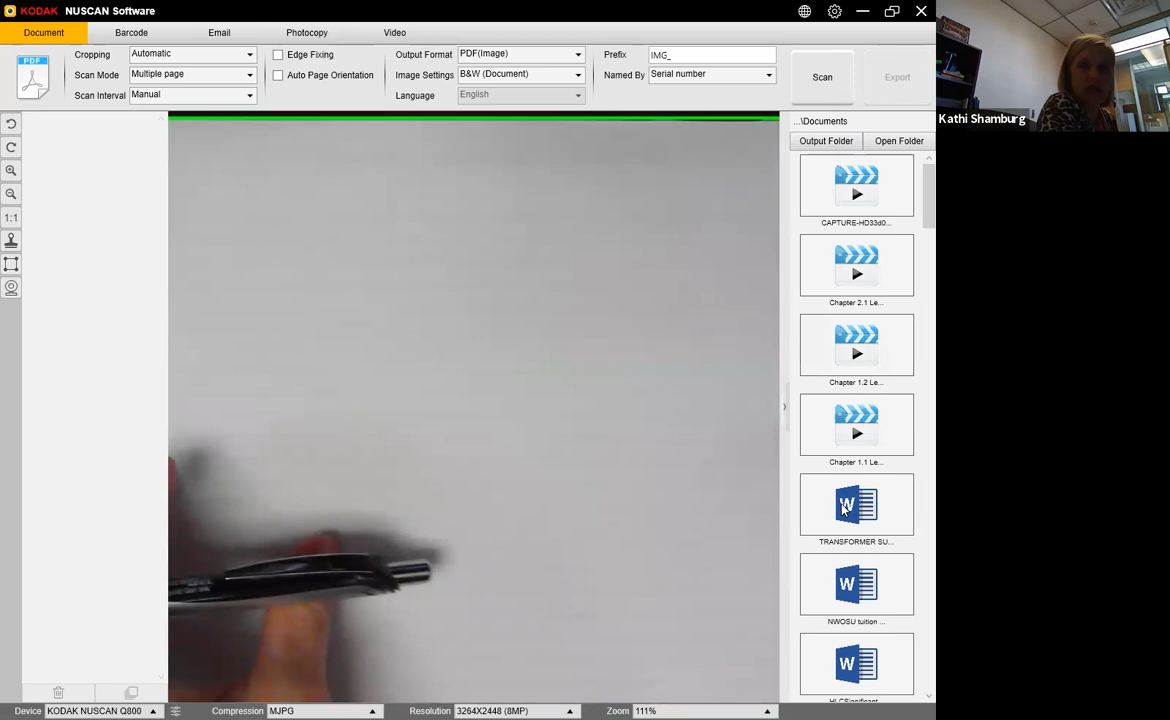 KODAK NUSCAN Software
Document Barcode Email Photocopy Video
PDF
Cropping Automatic
Scan Mode Multiple page
Scan Interval Manual
Edge Fixing
Auto Page Orientation
Output Format PDF(Image)
Image Settings B&W (Document)
Language English
Prefix IMG_
Named By Serial number
Scan
Export
1:1
...\Documents
Output Folder Open Folder
CAPTURE-HD33d0...
Chapter 2.1 Le...
Chapter 1.2 Le...
Chapter 1.1 Le...
W
TRANSFORMER SU...
W
NWOSU tuition ...
W
Kathi Shamburg
Device KODAK NUSCAN Q800 Compression MJPG Resolution 3264X2448 (8MP) Zoom 111%